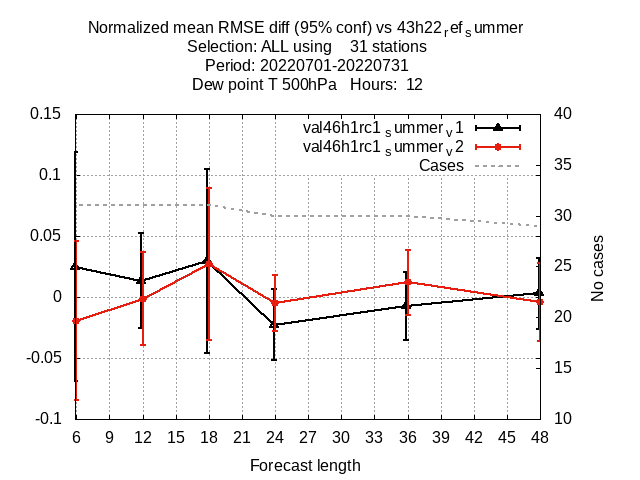 Normalized mean RMSE diff (95% conf) vs 43h22refsummer
Selection: ALL using 31 stations
Period: 20220701-20220731
Dew point T 500hPa Hours: 12
val46h1rc1summerv1
val46h1rc1summerv2
Cases
0.15
0.1
0.05
0
-0.05
-0.1
40
35
30
25
20
15
10
No cases
6 9 12 15 18 21 24 27 30 33 36 39 42 45 48
Forecast length